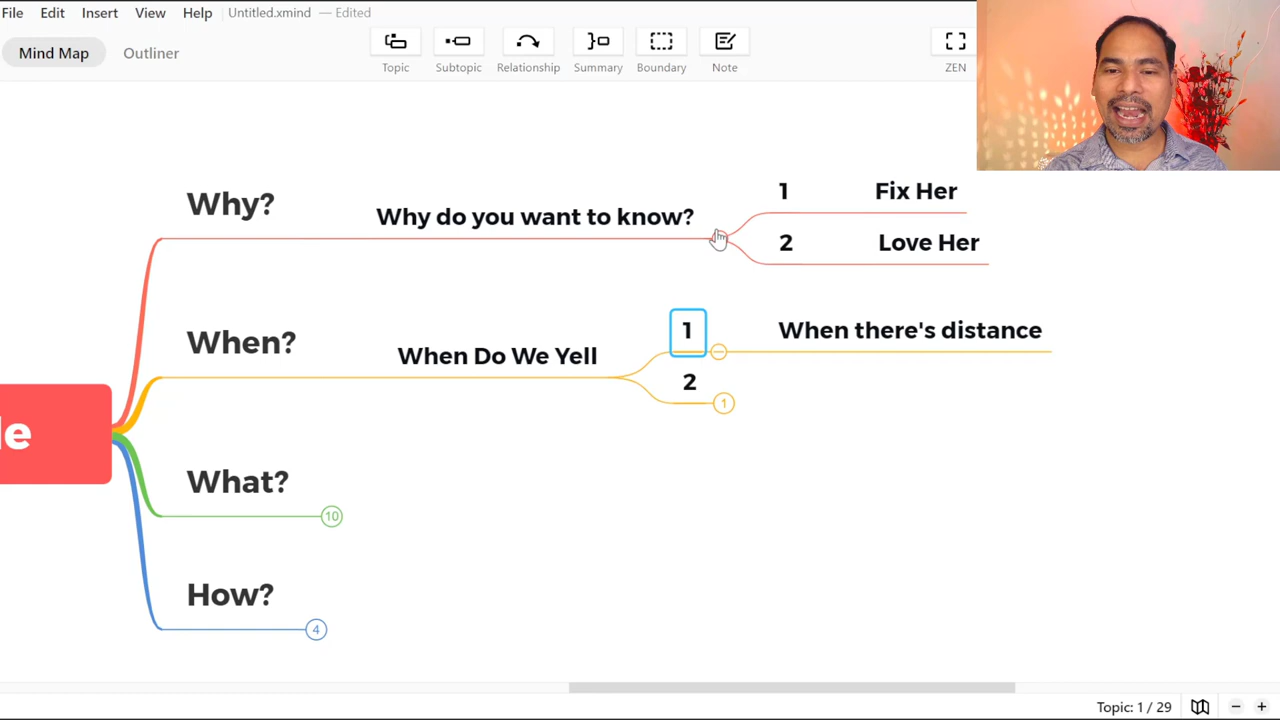 File Edit Insert View Help Untitled.xmind — Edited
Mind Map Outliner
Topic Subtopic Relationship Summary Boundary Note ZEN
Why?
Why do you want to know?
1 Fix Her
2 Love Her
When?
When Do We Yell
1 When there's distance
2
1
le
What?
10
How?
4
Topic: 1 / 29